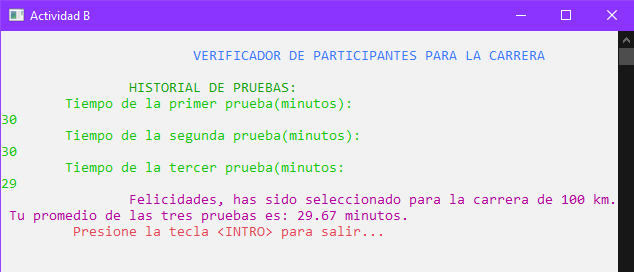 Actividad B
VERIFICADOR DE PARTICIPANTES PARA LA CARRERA
HISTORIAL DE PRUEBAS:
Tiempo de la primer prueba(minutos):
30
Tiempo de la segunda prueba(minutos):
30
Tiempo de la tercer prueba(minutos:
29
Felicidades, has sido seleccionado para la carrera de 100 km.
Tu promedio de las tres pruebas es: 29.67 minutos.
Presione la tecla <INTRO> para salir...